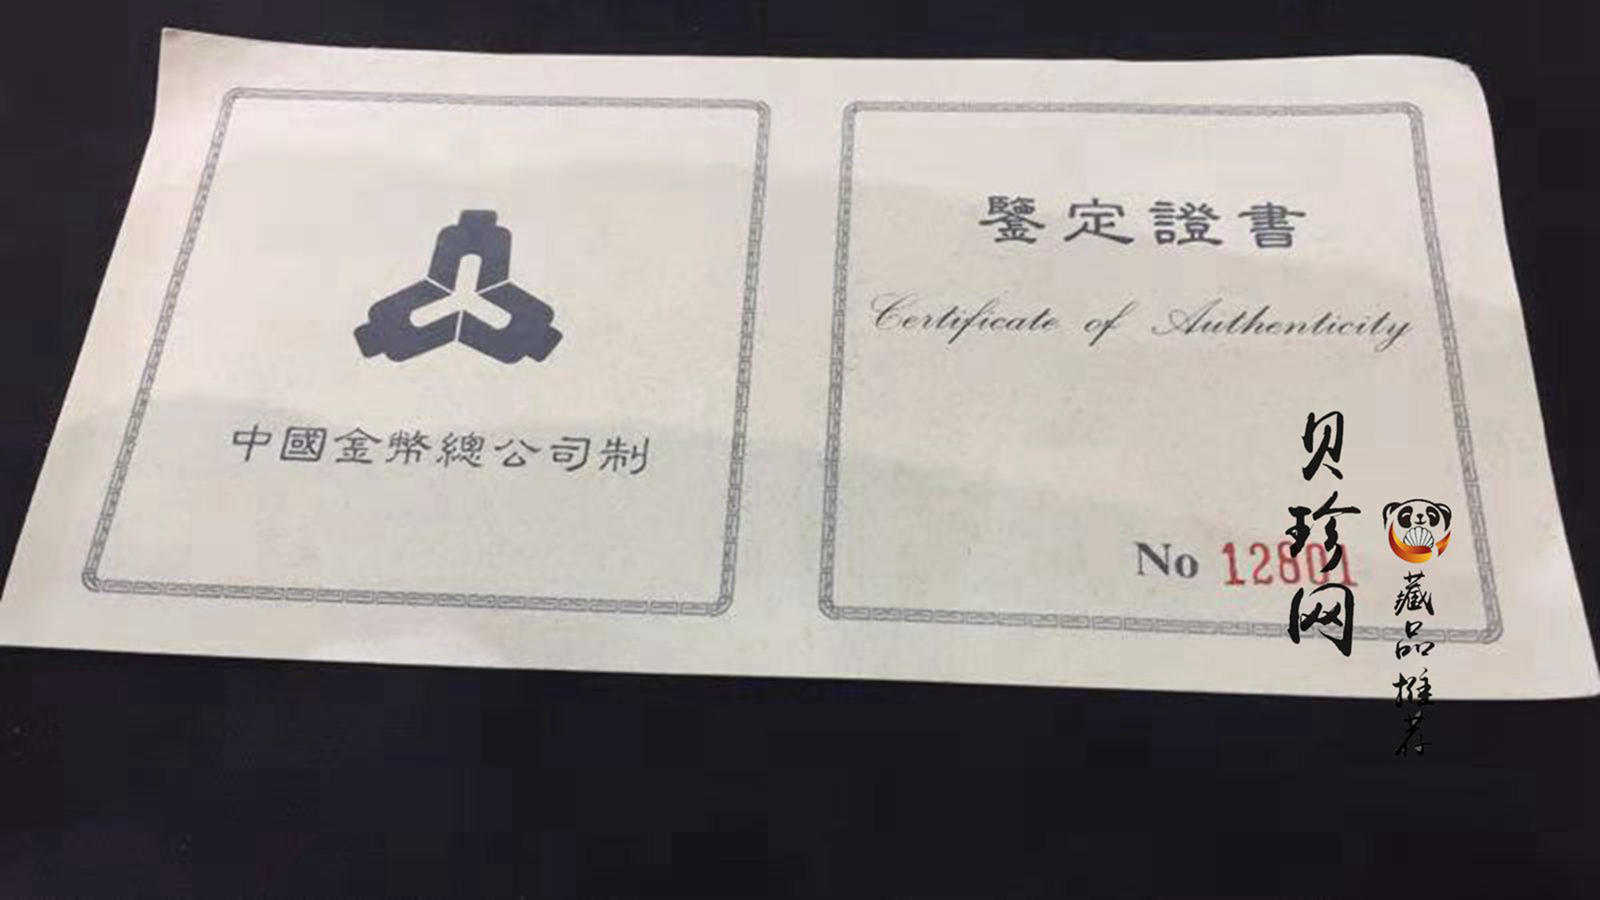 中國金幣總公司制
鑒定證書
Certificate of Authenticity
No 12801
贝珍网
藏品推荐